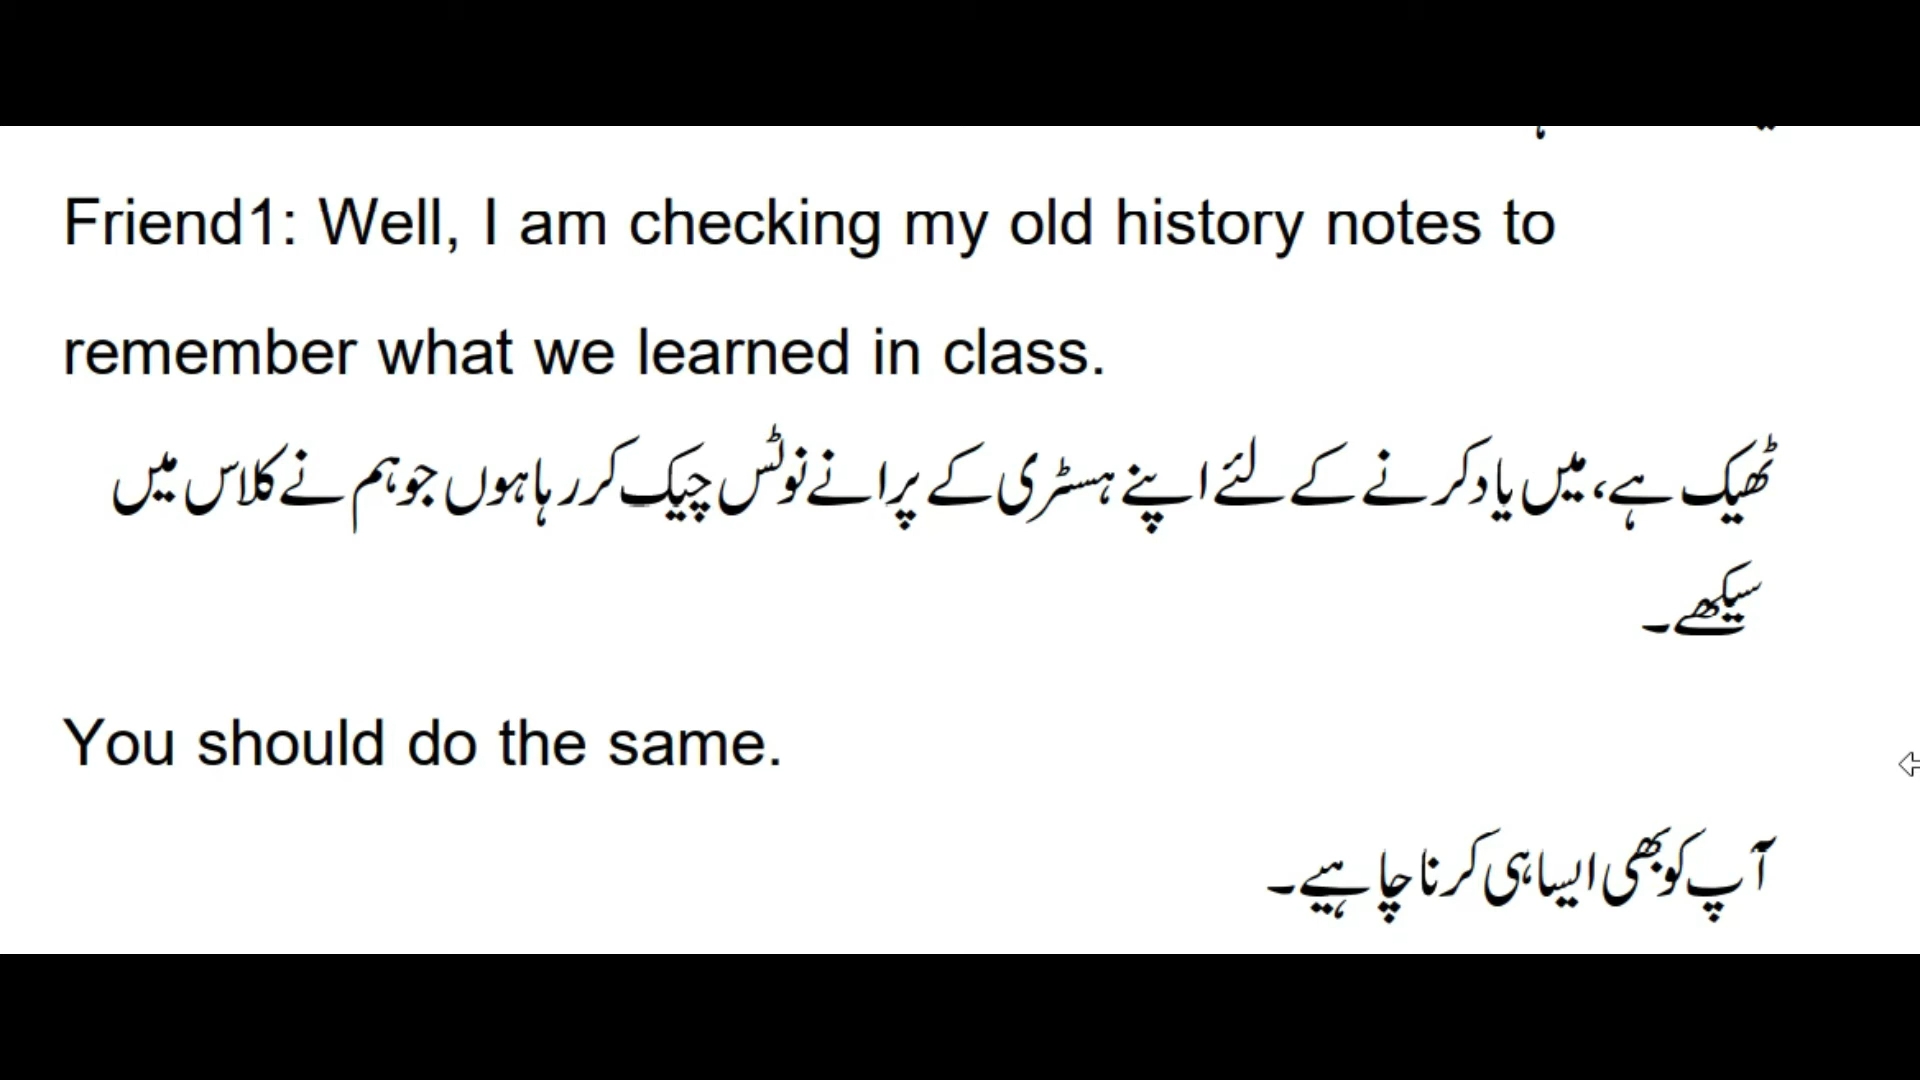 Friend1: Well, I am checking my old history notes to
remember what we learned in class.
ٹھیک ہے، میں یاد کرنے کے لئے اپنے ہسٹری کے پرانے نوٹس چیک کر رہا ہوں جو ہم نے کلاس میں
سیکھے۔
You should do the same.
آپ کو بھی ایسا ہی کرنا چاہیے۔